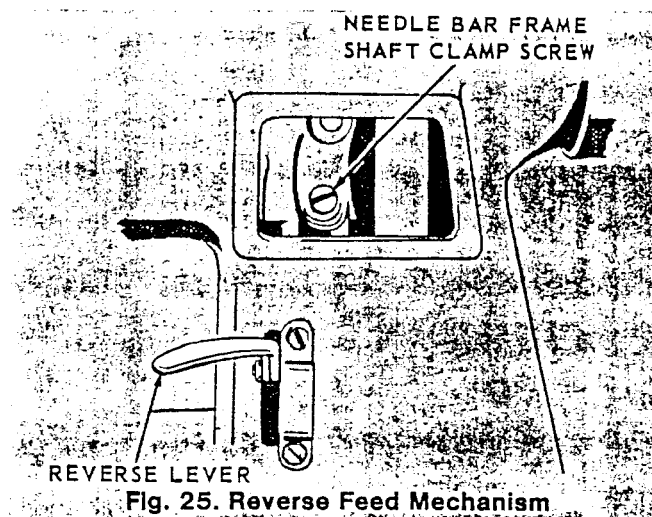 NEEDLE BAR FRAME
SHAFT CLAMP SCREW
REVERSE LEVER
Fig. 25. Reverse Feed Mechanism